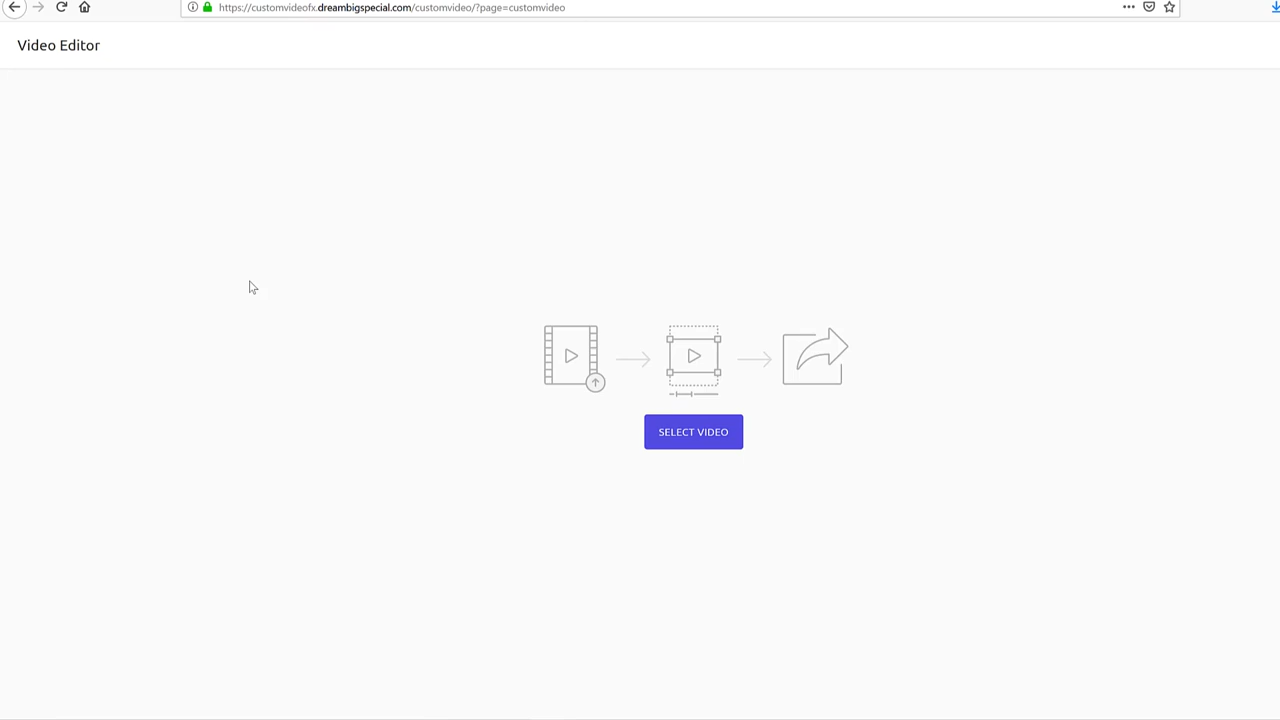 https://customvideofx.dreambigspecial.com/customvideo/?page=customvideo
Video Editor
SELECT VIDEO